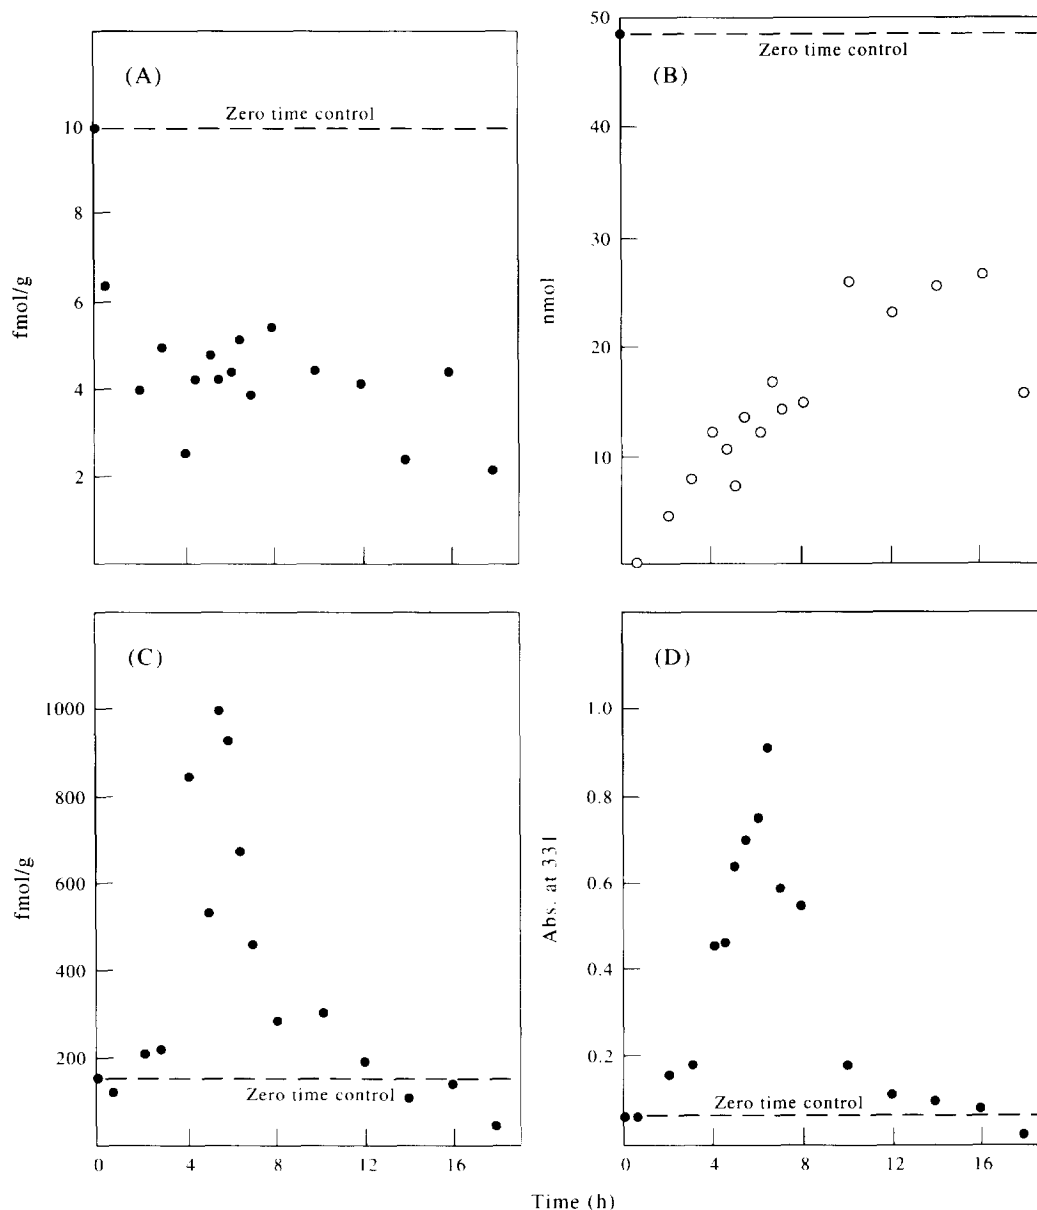 (A)
Zero time control
10
8
6
4
2
fmol/g
(B)
Zero time control
50
40
30
20
10
nmol
(C)
1000
800
600
400
200
fmol/g
Zero time control
0 4 8 12 16
(D)
1.0
0.8
0.6
0.4
0.2
Abs. at 331
Zero time control
0 4 8 12 16
Time (h)